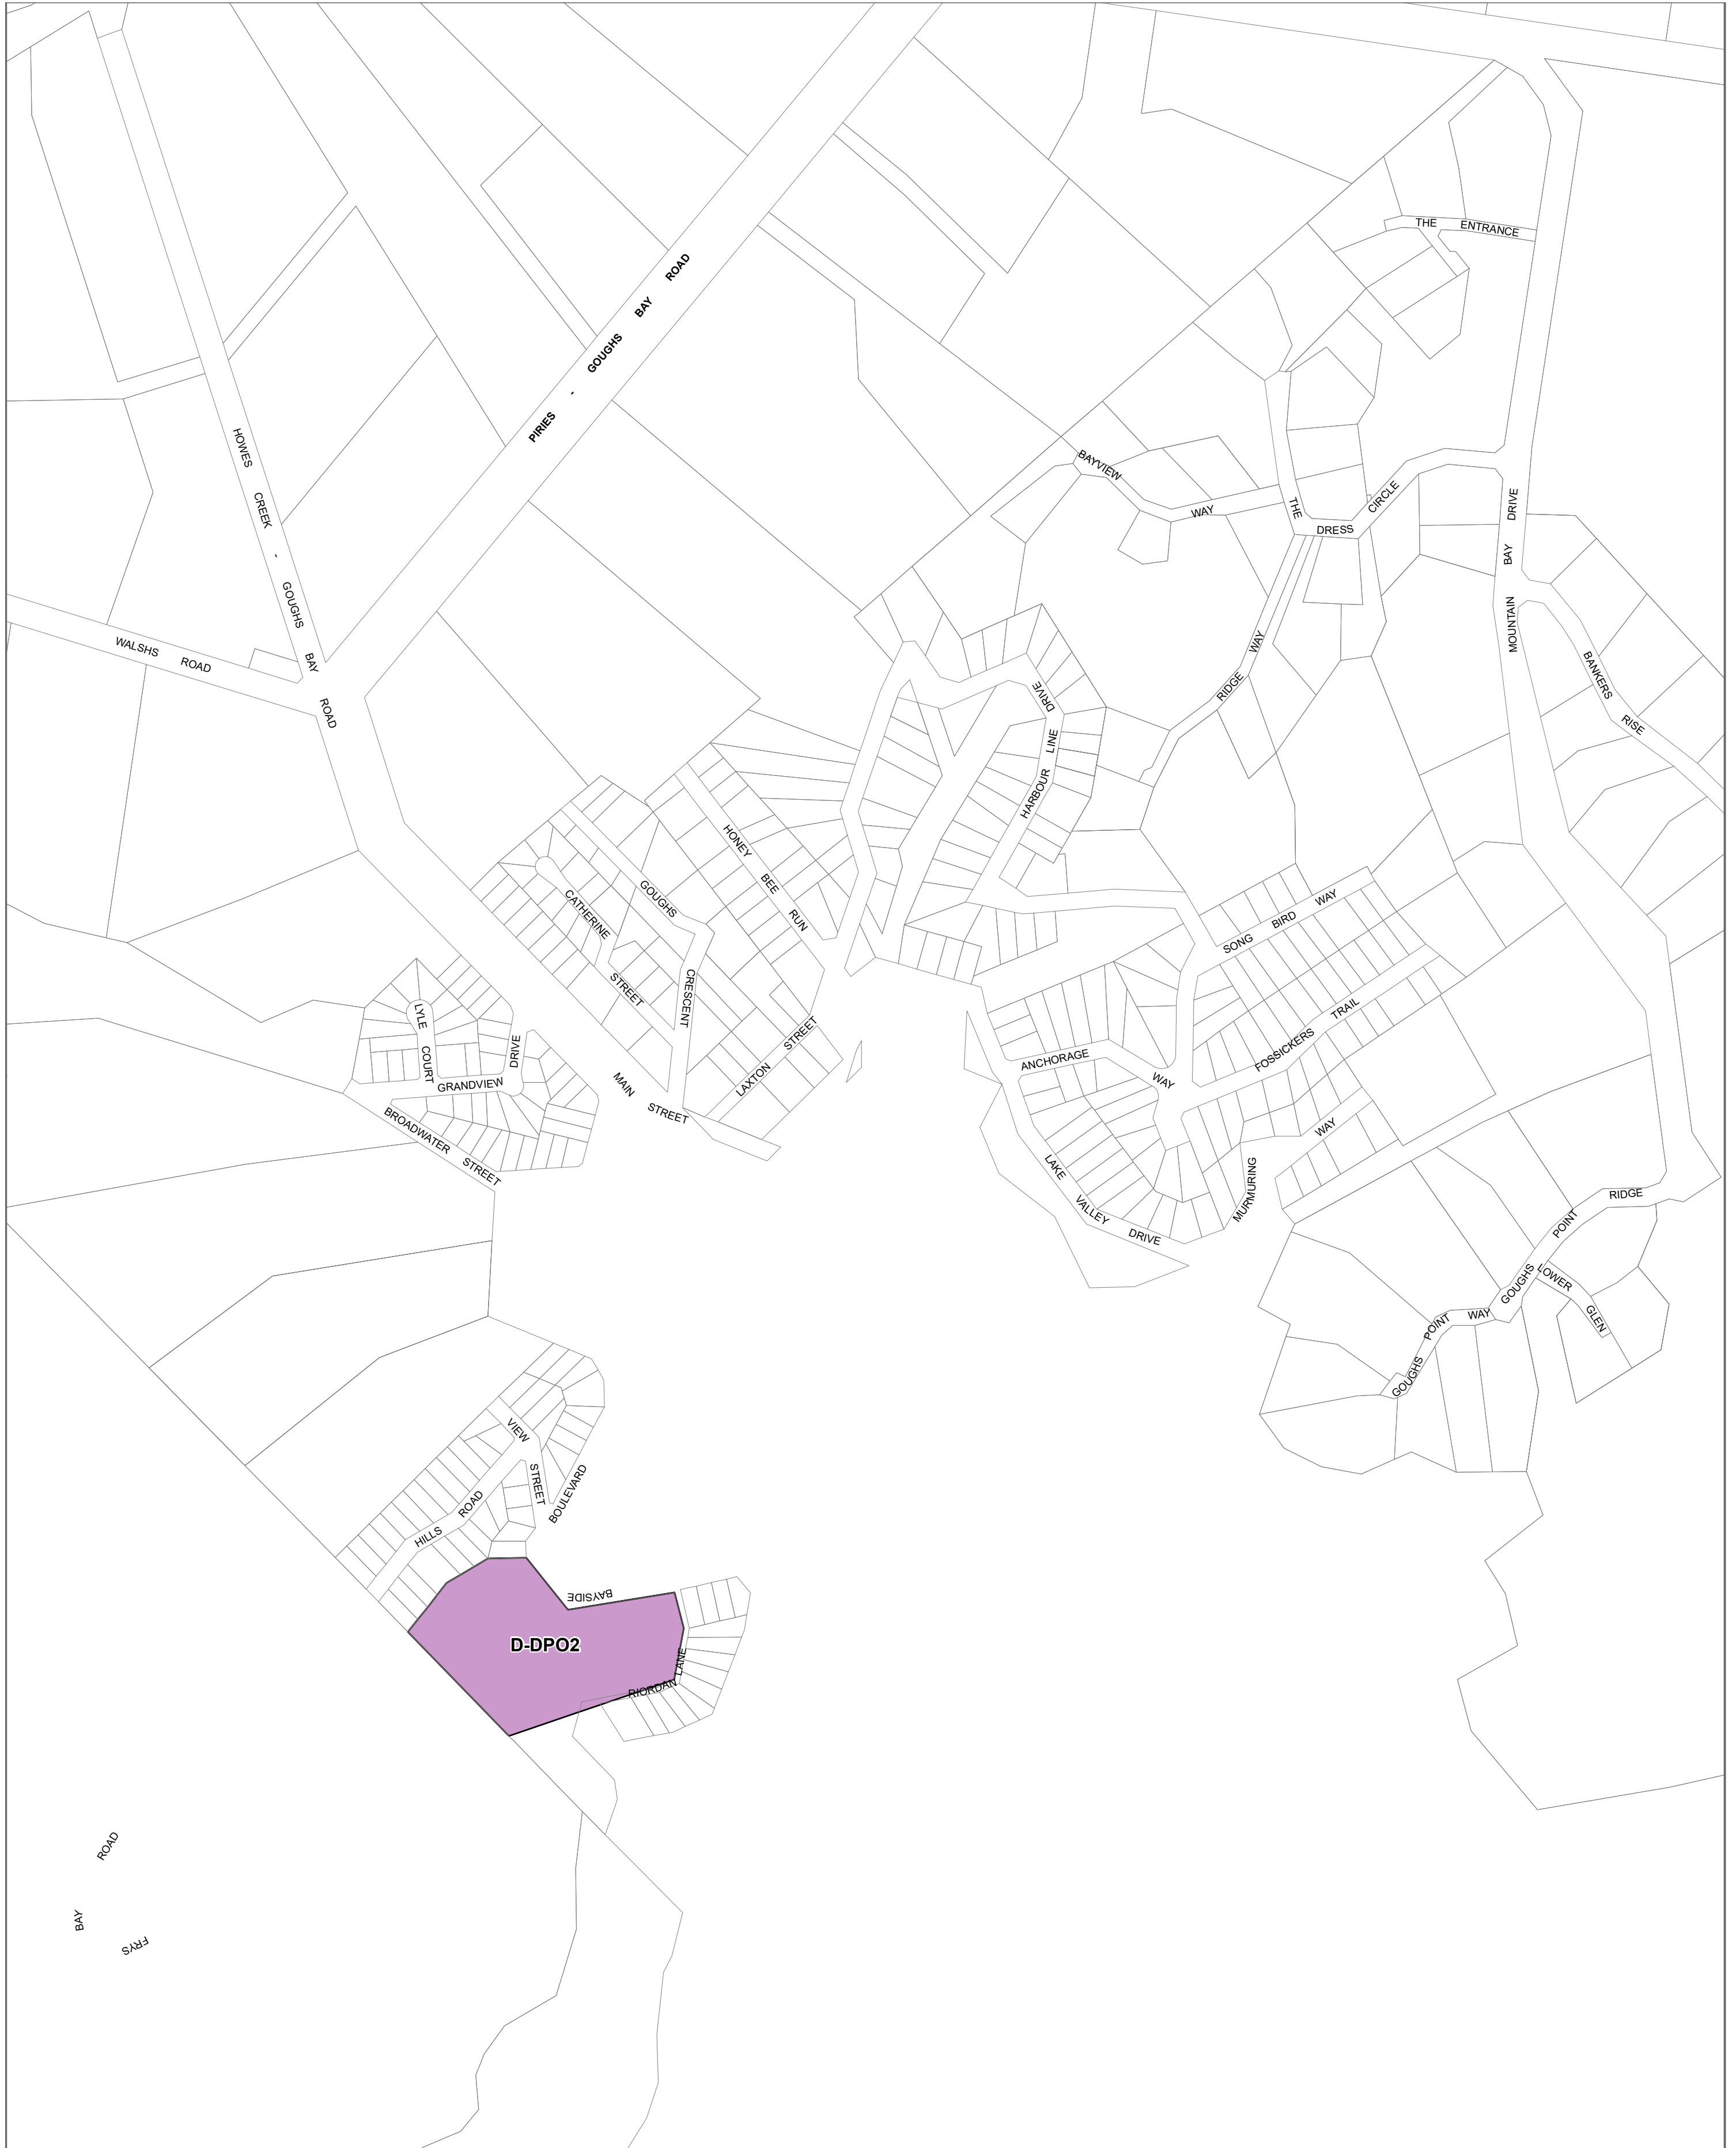 THE ENTRANCE
PIRIES - GOUGHS BAY ROAD
HOWES CREEK - GOUGHS BAY ROAD
BAYVIEW WAY
THE DRESS CIRCLE
MOUNTAIN BAY DRIVE
WALSHS ROAD
RIDGE WAY
BANKERS RISE
HARBOUR LINE DRIVE
HONEY BEE RUN
GOUGHS CRESCENT
CATHERINE STREET
SONG BIRD WAY
LYLE COURT
GRANDVIEW DRIVE
FOSSICKERS TRAIL
LAXTON STREET
ANCHORAGE WAY
MAIN STREET
BROADWATER STREET
MURMURING WAY
LAKE VALLEY DRIVE
GOUGHS POINT RIDGE
LOWER GLEN
GOUGHS POINT WAY
VIEW STREET
HILLS ROAD
BAYSIDE BOULEVARD
D-DPO2
RIORDAN LANE
FRYS BAY ROAD